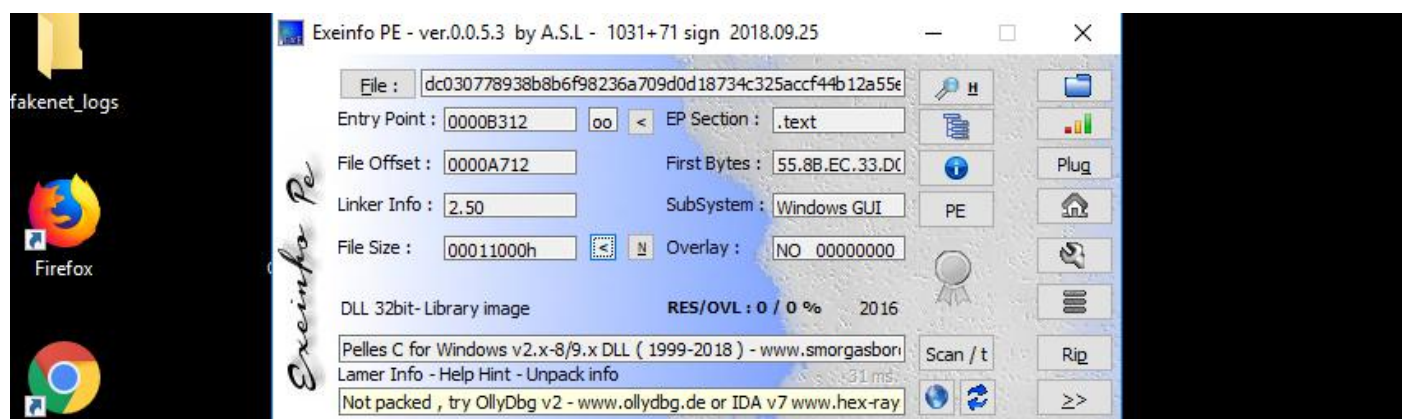 Exeinfo PE - ver.0.0.5.3 by A.S.L - 1031+71 sign 2018.09.25
fakenet_logs
File : dc030778938b8b6f98236a709d0d18734c325accf44b12a55e H
Entry Point : 0000B312 oo < EP Section : .text
File Offset : 0000A712 First Bytes : 55.8B.EC.33.D0 Plug
Linker Info : 2.50 SubSystem : Windows GUI PE
File Size : 00011000h < N Overlay : NO 00000000
Firefox
Exeinfo Pe
DLL 32bit- Library image RES/OVL : 0 / 0 % 2016
Pelles C for Windows v2.x-8/9.x DLL ( 1999-2018 ) - www.smorgasbor Scan / t Rip
Lamer Info - Help Hint - Unpack info 31 ms.
Not packed , try OllyDbg v2 - www.ollydbg.de or IDA v7 www.hex-ray >>